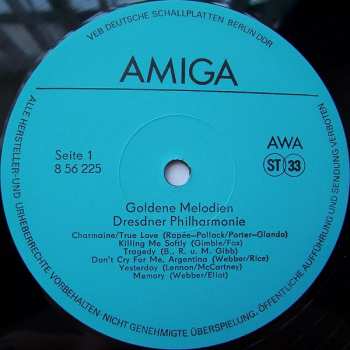 VEB DEUTSCHE SCHALLPLATTEN BERLIN DDR
AMIGA
Seite 1
8 56 225
AWA
ST 33
Goldene Melodien
Dresdner Philharmonie
Charmaine/True Love (Rapée-Pollack/Porter-Glando)
Killing Me Softly (Gimble/Fox)
Tragedy (B., R. u. M. Gibb)
Don't Cry For Me, Argentina (Webber/Rice)
Yesterday (Lennon/McCartney)
Memory (Webber/Eliot)
ALLE HERSTELLER-UND URHEBERRECHTE VORBEHALTEN · NICHT GENEHMIGTE ÜBERSPIELUNG · ÖFFENTLICHE AUFFÜHRUNG UND SENDUNG VERBOTEN